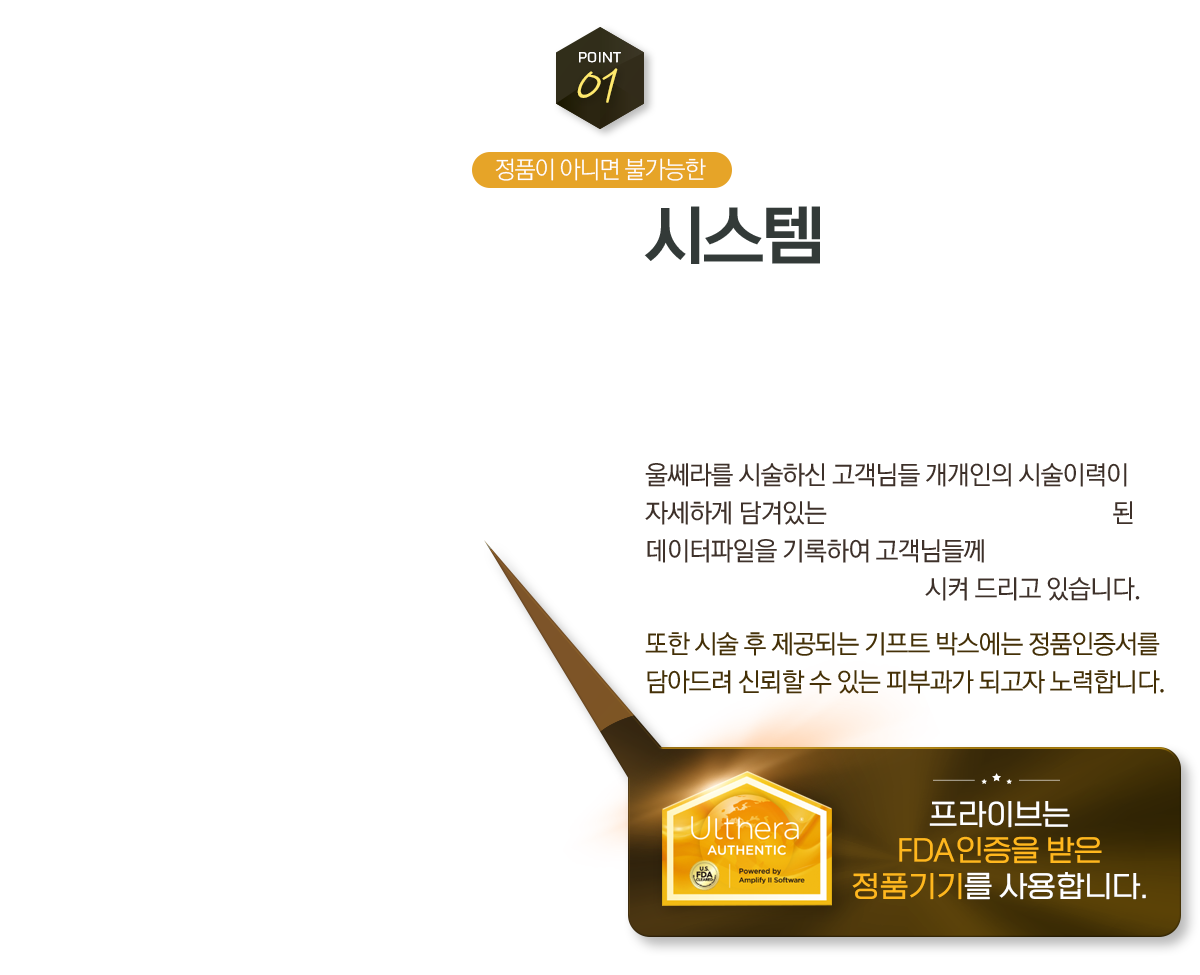 POINT
01
정품이 아니면 불가능한
시스템
울쎄라를 시술하신 고객님들 개개인의 시술이력이
자세하게 담겨있는 된
데이터파일을 기록하여 고객님들께
시켜 드리고 있습니다.
또한 시술 후 제공되는 기프트 박스에는 정품인증서를
담아드려 신뢰할 수 있는 피부과가 되고자 노력합니다.
프라이브는
FDA인증을 받은
정품기기를 사용합니다.
Ulthera
AUTHENTIC
U.S.
FDA
CLEARED
Powered by
Amplify II Software